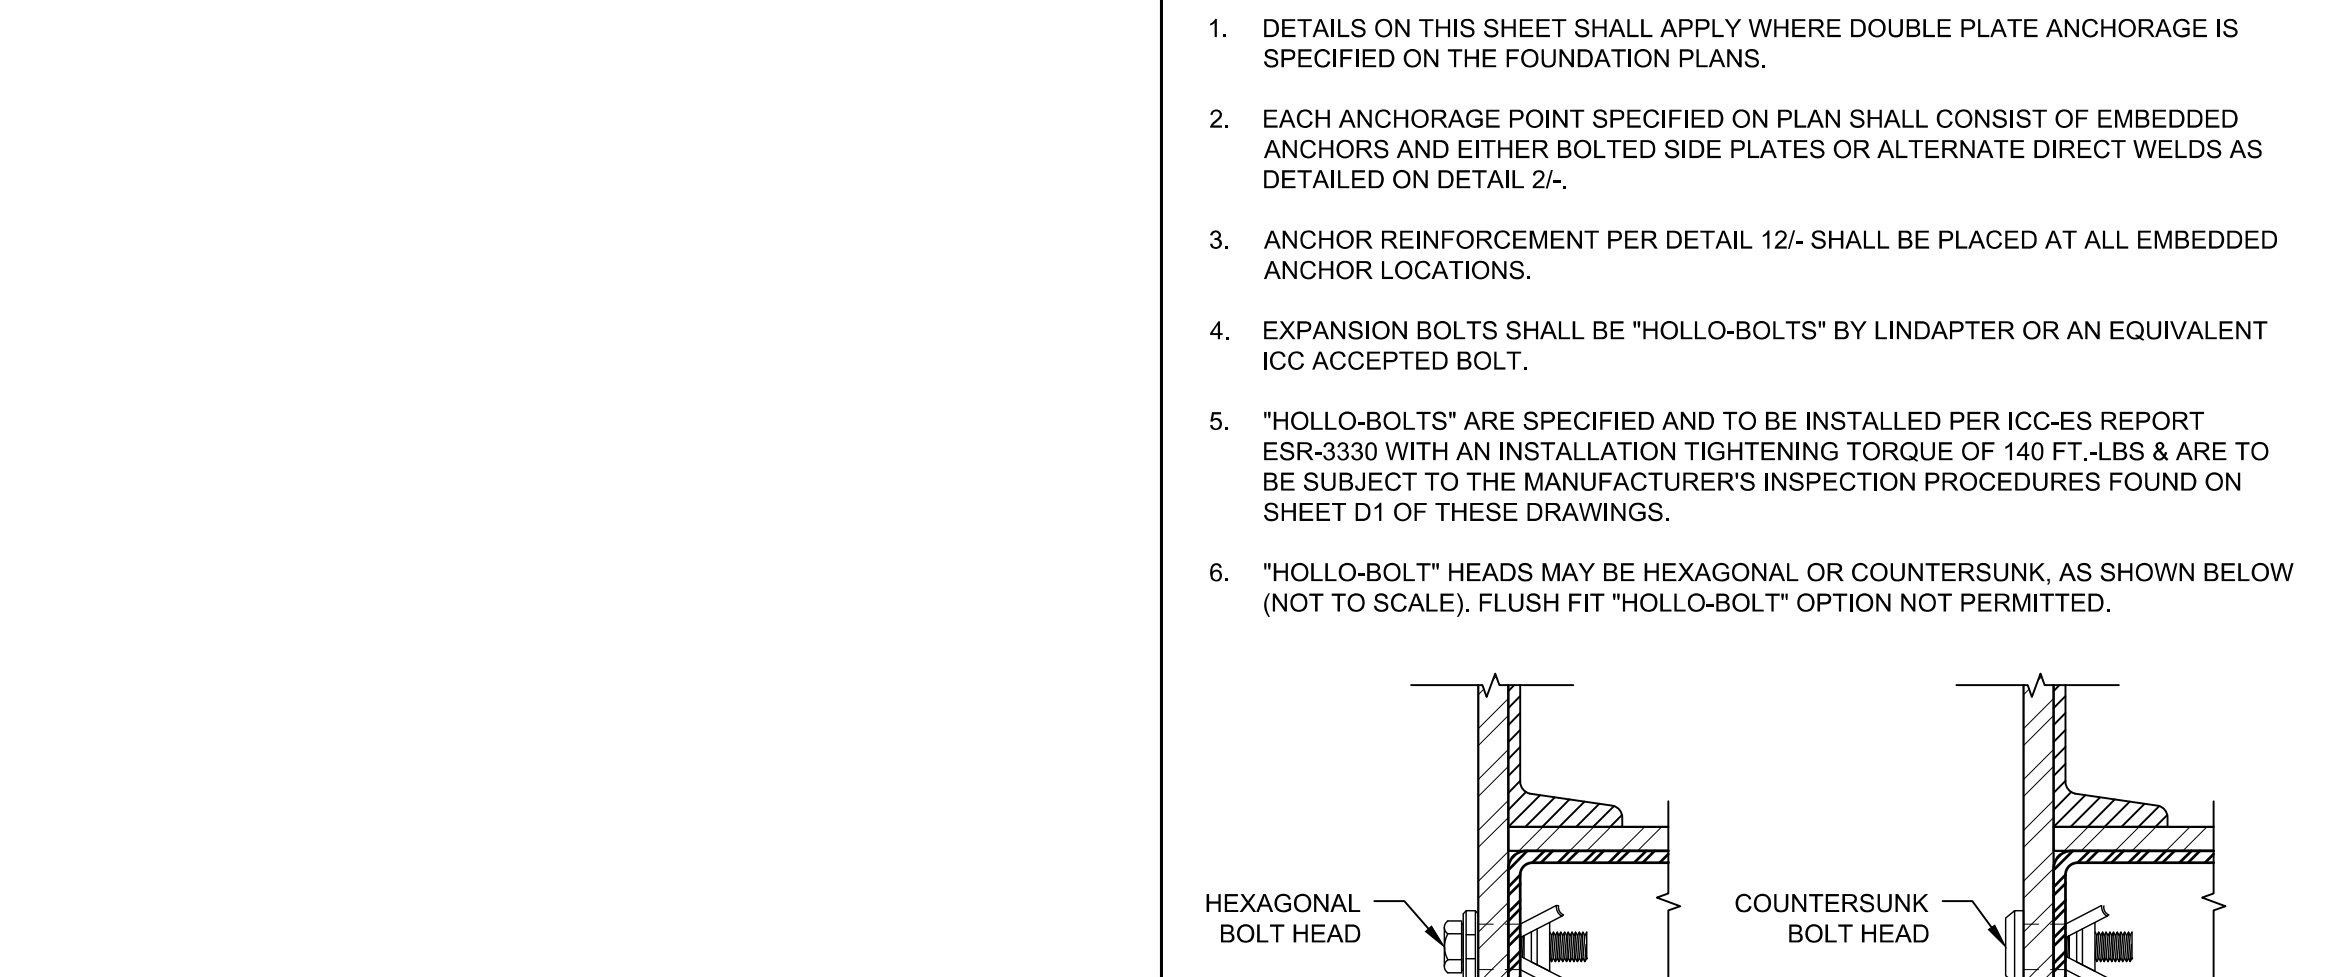 1. DETAILS ON THIS SHEET SHALL APPLY WHERE DOUBLE PLATE ANCHORAGE IS
SPECIFIED ON THE FOUNDATION PLANS.
2. EACH ANCHORAGE POINT SPECIFIED ON PLAN SHALL CONSIST OF EMBEDDED
ANCHORS AND EITHER BOLTED SIDE PLATES OR ALTERNATE DIRECT WELDS AS
DETAILED ON DETAIL 2/-.
3. ANCHOR REINFORCEMENT PER DETAIL 12/- SHALL BE PLACED AT ALL EMBEDDED
ANCHOR LOCATIONS.
4. EXPANSION BOLTS SHALL BE "HOLLO-BOLTS" BY LINDAPTER OR AN EQUIVALENT
ICC ACCEPTED BOLT.
5. "HOLLO-BOLTS" ARE SPECIFIED AND TO BE INSTALLED PER ICC-ES REPORT
ESR-3330 WITH AN INSTALLATION TIGHTENING TORQUE OF 140 FT.-LBS & ARE TO
BE SUBJECT TO THE MANUFACTURER'S INSPECTION PROCEDURES FOUND ON
SHEET D1 OF THESE DRAWINGS.
6. "HOLLO-BOLT" HEADS MAY BE HEXAGONAL OR COUNTERSUNK, AS SHOWN BELOW
(NOT TO SCALE). FLUSH FIT "HOLLO-BOLT" OPTION NOT PERMITTED.
HEXAGONAL
BOLT HEAD
COUNTERSUNK
BOLT HEAD